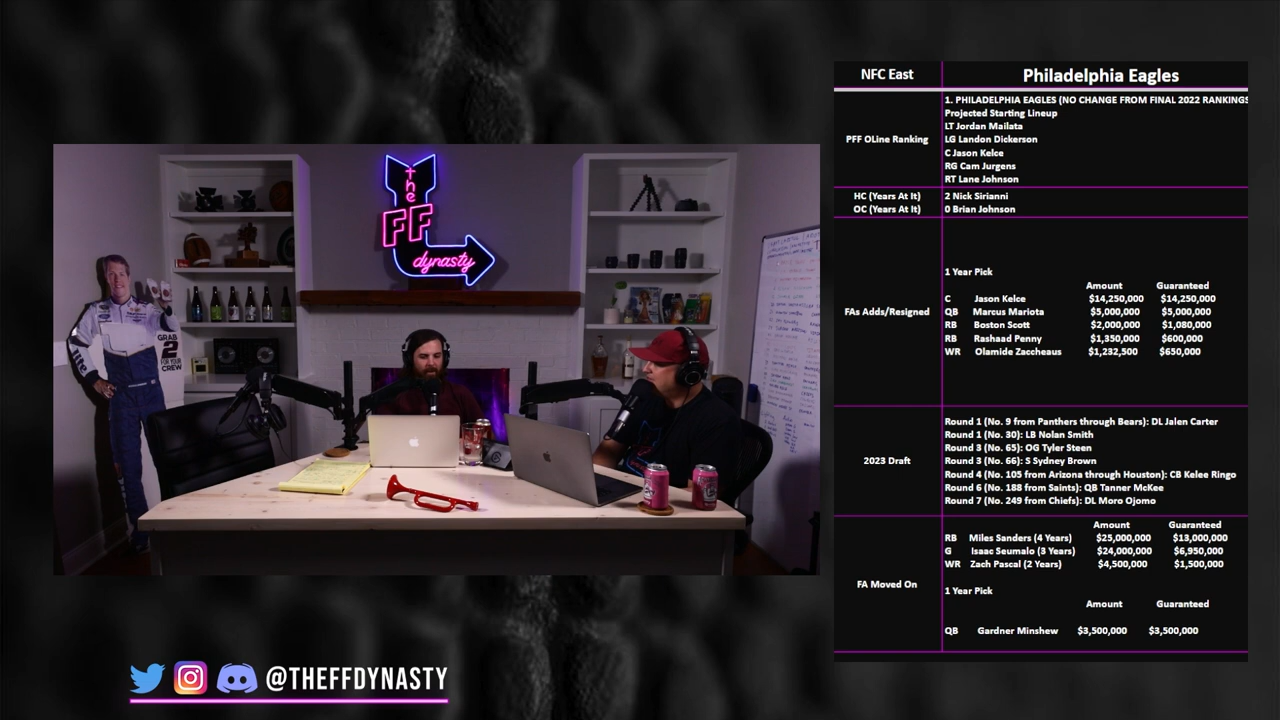 NFC East
Philadelphia Eagles
PFF OLine Ranking
1. PHILADELPHIA EAGLES (NO CHANGE FROM FINAL 2022 RANKINGS
Projected Starting Lineup
LT Jordan Mailata
LG Landon Dickerson
C Jason Kelce
RG Cam Jurgens
RT Lane Johnson
HC (Years At It) 2 Nick Sirianni
OC (Years At It) 0 Brian Johnson
FAs Adds/Resigned
1 Year Pick
Amount Guaranteed
C Jason Kelce $14,250,000 $14,250,000
QB Marcus Mariota $5,000,000 $5,000,000
RB Boston Scott $2,000,000 $1,080,000
RB Rashaad Penny $1,350,000 $600,000
WR Olamide Zaccheaus $1,232,500 $650,000
2023 Draft
Round 1 (No. 9 from Panthers through Bears): DL Jalen Carter
Round 1 (No. 30): LB Nolan Smith
Round 3 (No. 65): OG Tyler Steen
Round 3 (No. 66): S Sydney Brown
Round 4 (No. 105 from Arizona through Houston): CB Kelee Ringo
Round 6 (No. 188 from Saints): QB Tanner McKee
Round 7 (No. 249 from Chiefs): DL Moro Ojomo
FA Moved On
Amount Guaranteed
RB Miles Sanders (4 Years) $25,000,000 $13,000,000
G Isaac Seumalo (3 Years) $24,000,000 $6,950,000
WR Zach Pascal (2 Years) $4,500,000 $1,500,000
1 Year Pick
Amount Guaranteed
QB Gardner Minshew $3,500,000 $3,500,000
the
FF
dynasty
GRAB
2
FOR YOUR
CREW
@THEFFDYNASTY